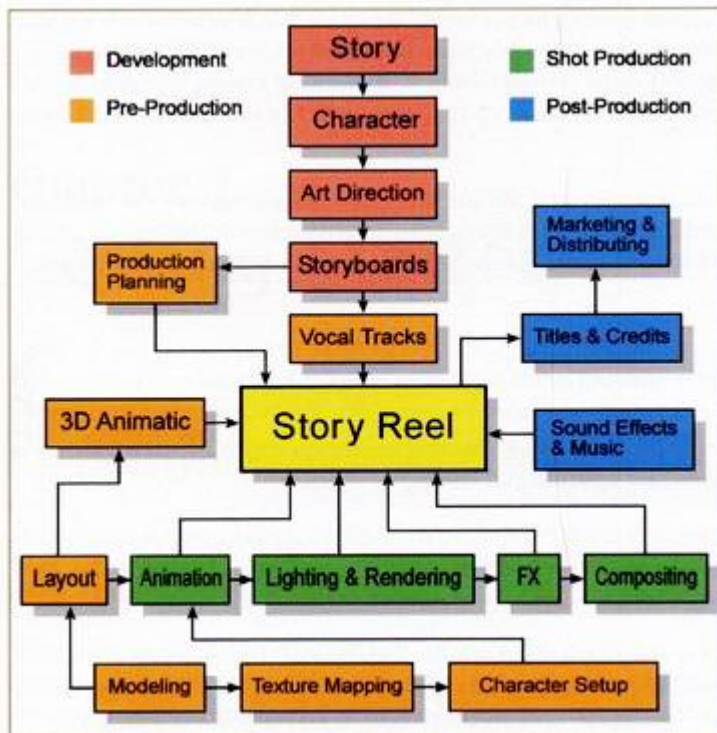 Story
Development
Shot Production
Pre-Production
Character
Post-Production
Art Direction
Marketing &
Distributing
Production
Planning
Storyboards
Vocal Tracks
Titles & Credits
3D Animatic
Story Reel
Sound Effects
& Music
Layout
Animation
Lighting & Rendering
FX
Compositing
Modeling
Texture Mapping
Character Setup